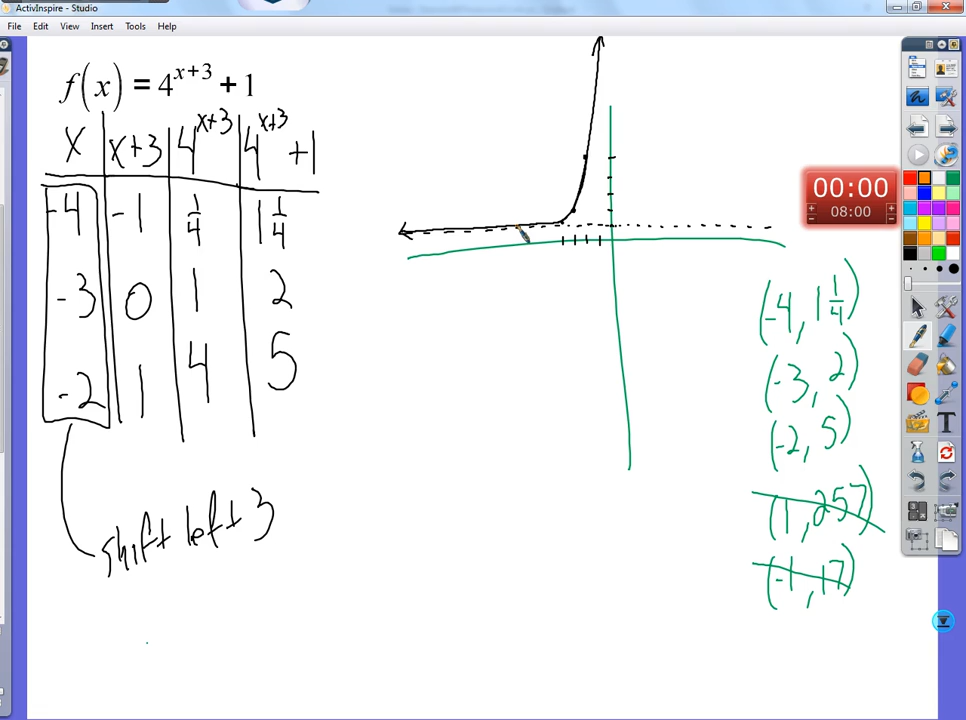 ActivInspire - Studio
File Edit View Insert Tools Help
f(x) = 4^{x+3} + 1
x | x+3 | 4^{x+3} | 4^{x+3} + 1
-4 | -1 | 1/4 | 1 1/4
-3 | 0 | 1 | 2
-2 | 1 | 4 | 5
shift left 3
00:00
08:00
(-4, 1 1/4)
(-3, 2)
(-2, 5)
(1, 257)
(-1, 17)
T